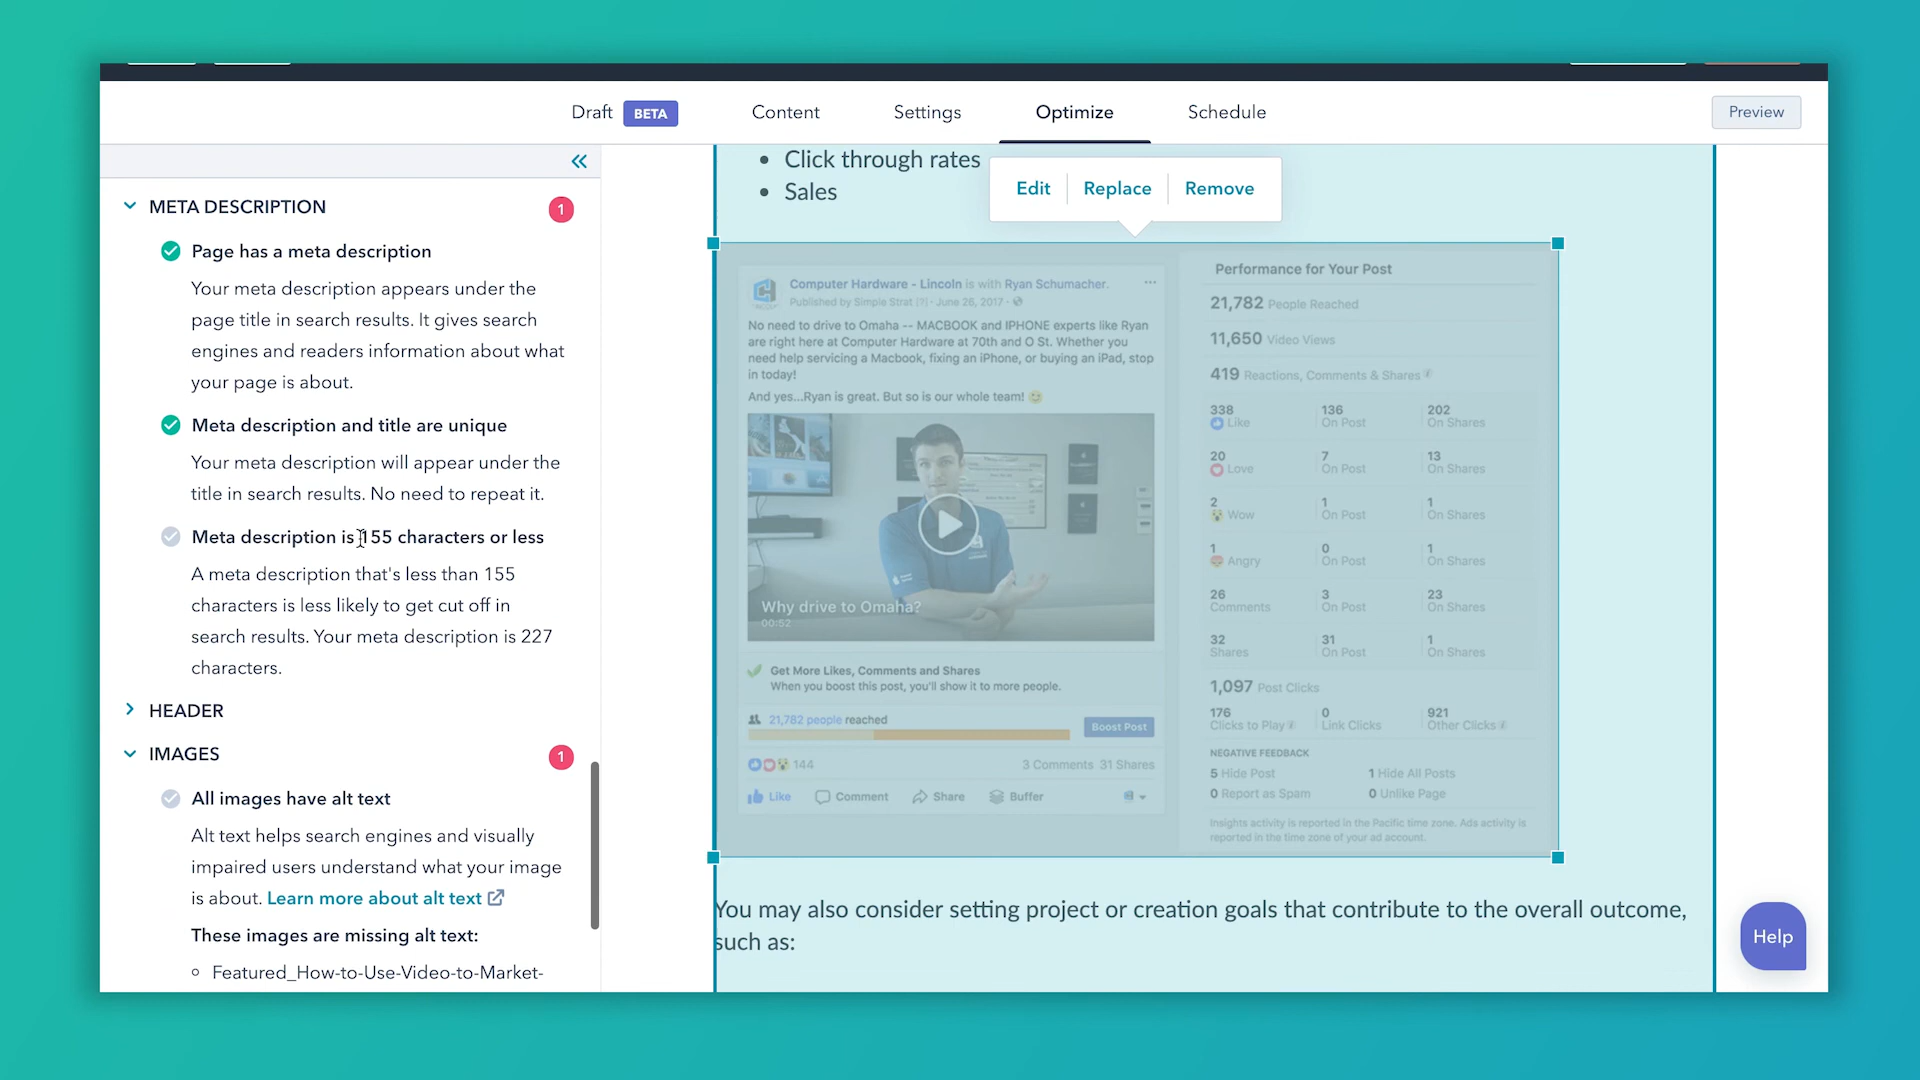 Draft BETA
Content
Settings
Optimize
Schedule
Preview
META DESCRIPTION
1
Page has a meta description
Your meta description appears under the
page title in search results. It gives search
engines and readers information about what
your page is about.
Meta description and title are unique
Your meta description will appear under the
title in search results. No need to repeat it.
Meta description is 155 characters or less
A meta description that's less than 155
characters is less likely to get cut off in
search results. Your meta description is 227
characters.
HEADER
IMAGES
1
All images have alt text
Alt text helps search engines and visually
impaired users understand what your image
is about. Learn more about alt text
These images are missing alt text:
Featured_How-to-Use-Video-to-Market-
Click through rates
Sales
Edit
Replace
Remove
Computer Hardware - Lincoln is with Ryan Schumacher.
Published by Simple Strat [?] · June 26, 2017 ·
No need to drive to Omaha -- MACBOOK and IPHONE experts like Ryan
are right here at Computer Hardware at 70th and O St. Whether you
need help servicing a Macbook, fixing an iPhone, or buying an iPad, stop
in today!
And yes...Ryan is great. But so is our whole team!
Why drive to Omaha?
00:52
Get More Likes, Comments and Shares
When you boost this post, you'll show it to more people.
21,782 people reached
Boost Post
144
3 Comments 31 Shares
Like
Comment
Share
Buffer
Performance for Your Post
21,782 People Reached
11,650 Video Views
419 Reactions, Comments & Shares
338 136 202
Like On Post On Shares
20 7 13
Love On Post On Shares
2 1 1
Wow On Post On Shares
1 0 1
Angry On Post On Shares
26 3 23
Comments On Post On Shares
32 31 1
Shares On Post On Shares
1,097 Post Clicks
176 0 921
Clicks to Play Link Clicks Other Clicks
NEGATIVE FEEDBACK
5 Hide Post 1 Hide All Posts
0 Report as Spam 0 Unlike Page
Insights activity is reported in the Pacific time zone. Ads activity is
reported in the time zone of your ad account.
You may also consider setting project or creation goals that contribute to the overall outcome,
such as:
Help